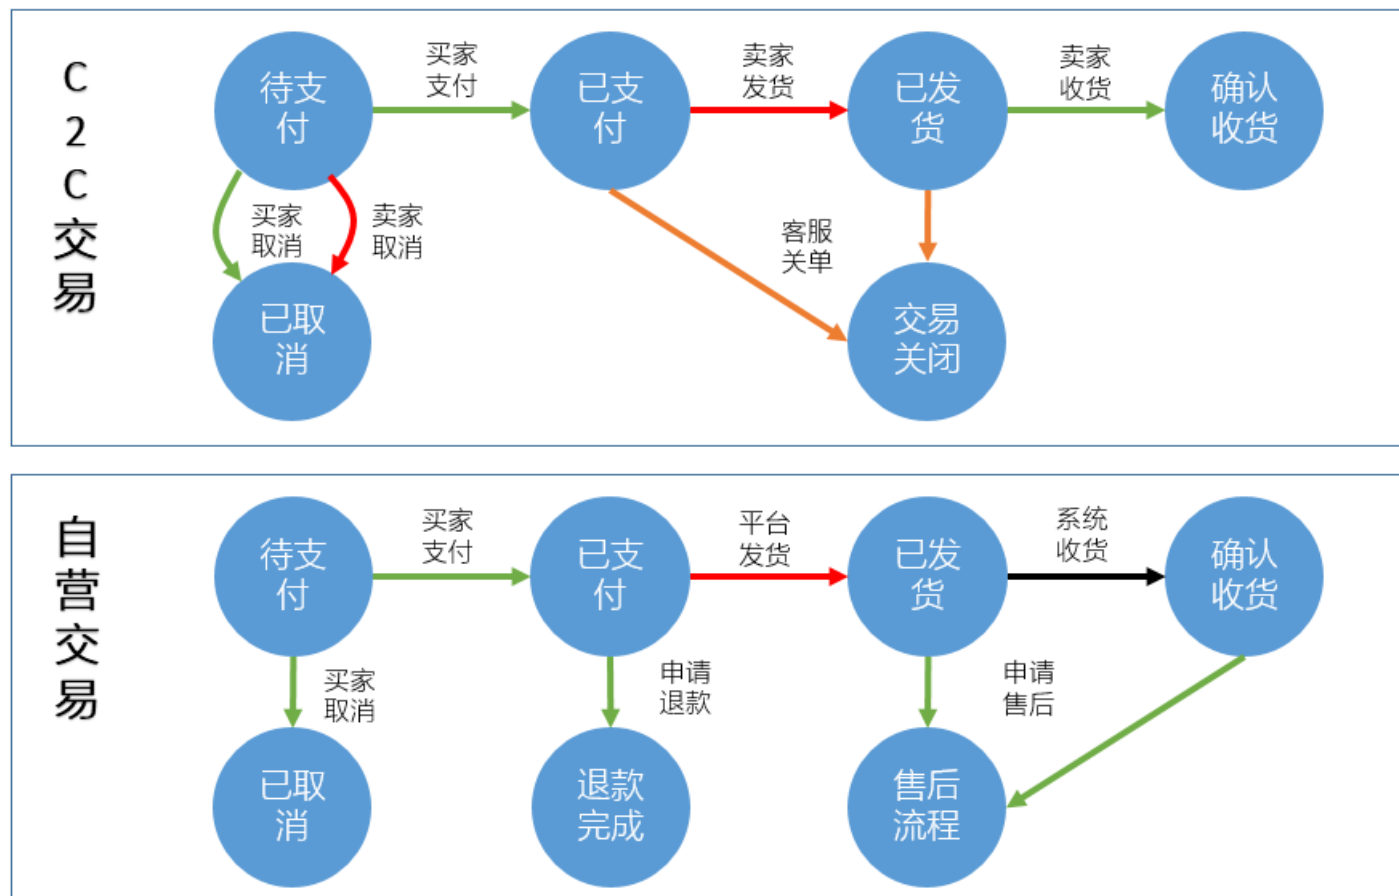 C
2
C
交
易
待支
付
买家
支付
已支
付
卖家
发货
已发
货
卖家
收货
确认
收货
买家
取消
卖家
取消
客服
关单
已取
消
交易
关闭
自
营
交
易
待支
付
买家
支付
已支
付
平台
发货
已发
货
系统
收货
确认
收货
买家
取消
申请
退款
申请
售后
已取
消
退款
完成
售后
流程